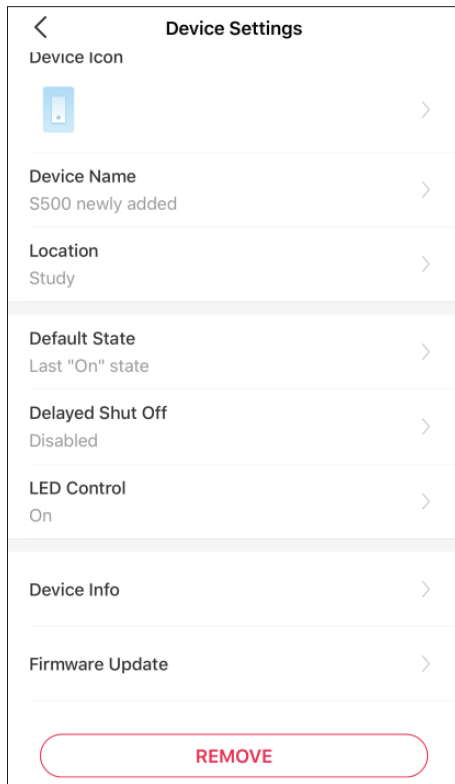 Device Settings
Device Icon
Device Name
S500 newly added
Location
Study
Default State
Last "On" state
Delayed Shut Off
Disabled
LED Control
On
Device Info
Firmware Update
REMOVE